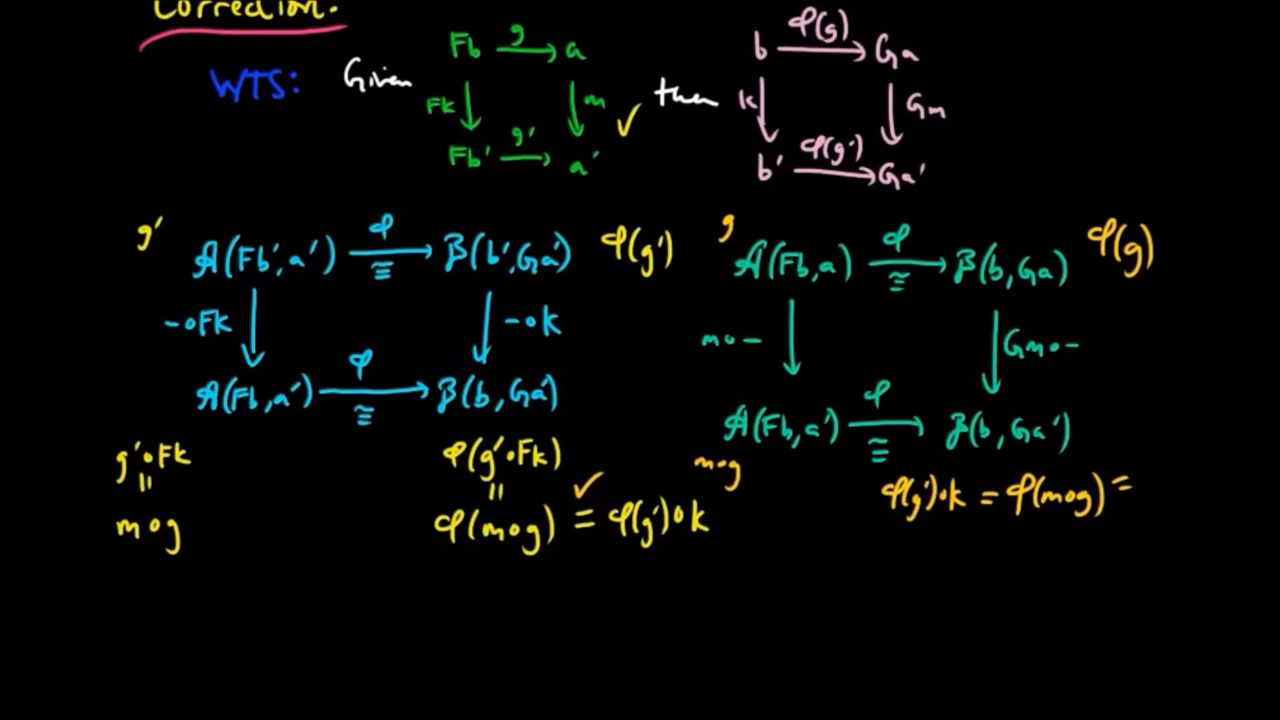 Correction:
Fb g a b φ(g) Ga
WTS: Given Fk m ✓ then k Gm
Fb' g' a' b' φ(g') Ga'
g' A(Fb', a') φ ≅ B(b', Ga') φ(g')
-∘Fk -∘k
A(Fb, a') φ ≅ B(b, Ga')
g'∘Fk φ(g'∘Fk)
= =
m∘g φ(m∘g) = ✓ φ(g')∘k
g A(Fb, a) φ ≅ B(b, Ga) φ(g)
m∘- Gm∘-
A(Fb, a') φ ≅ B(b, Ga')
m∘g φ(g')∘k = φ(m∘g) =